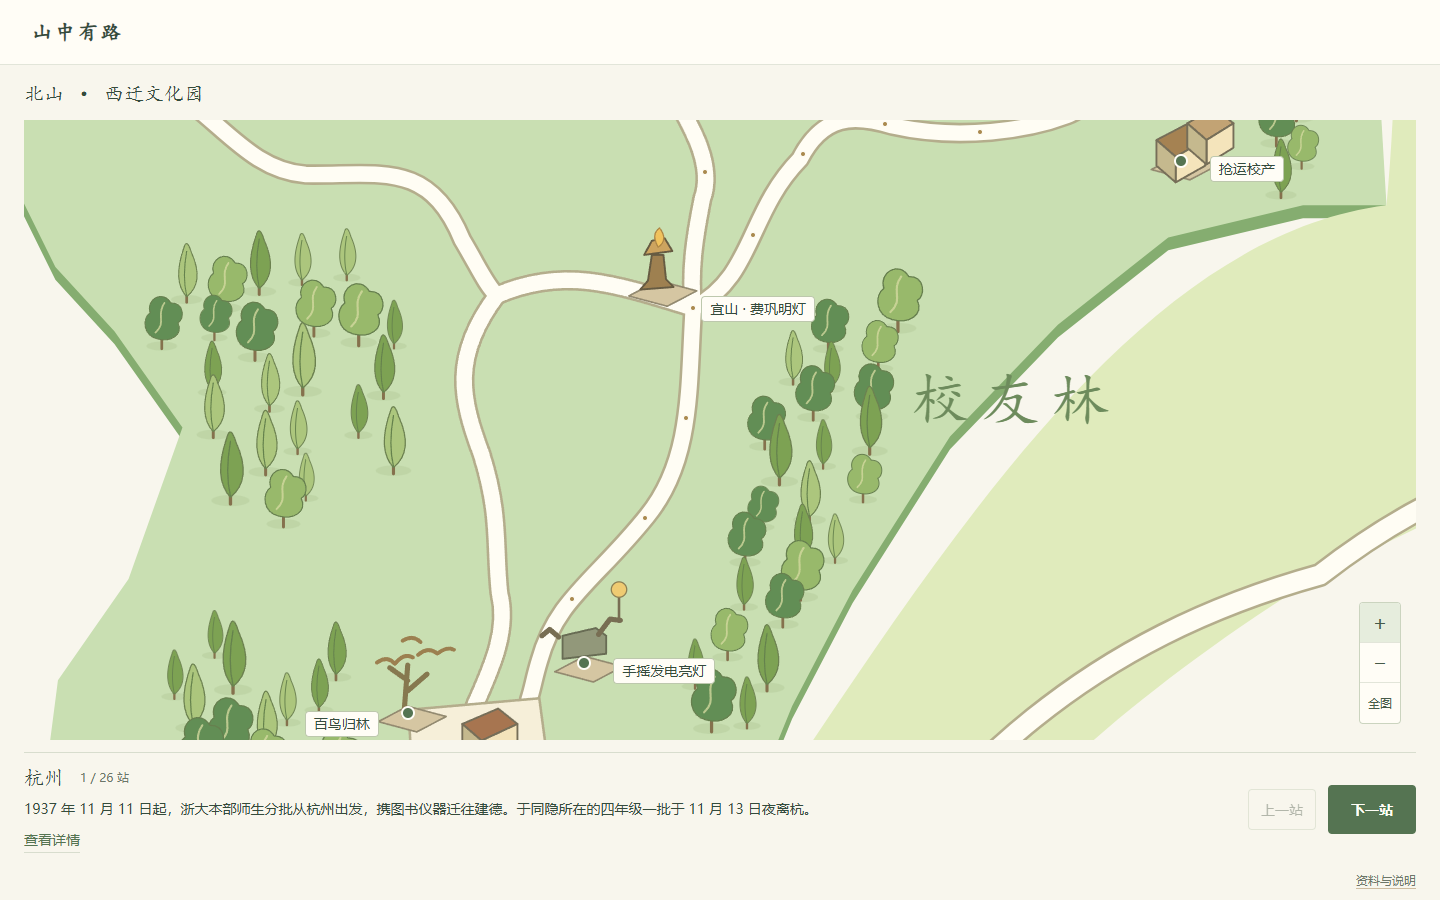 山中有路
北山 • 西迁文化园
抢运校产
宜山 · 费巩明灯
校友林
手摇发电亮灯
百鸟归林
+
−
全图
杭州 1 / 26 站
1937 年 11 月 11 日起，浙大本部师生分批从杭州出发，携图书仪器迁往建德。于同隐所在的四年级一批于 11 月 13 日夜离杭。
查看详情
上一站
下一站
资料与说明